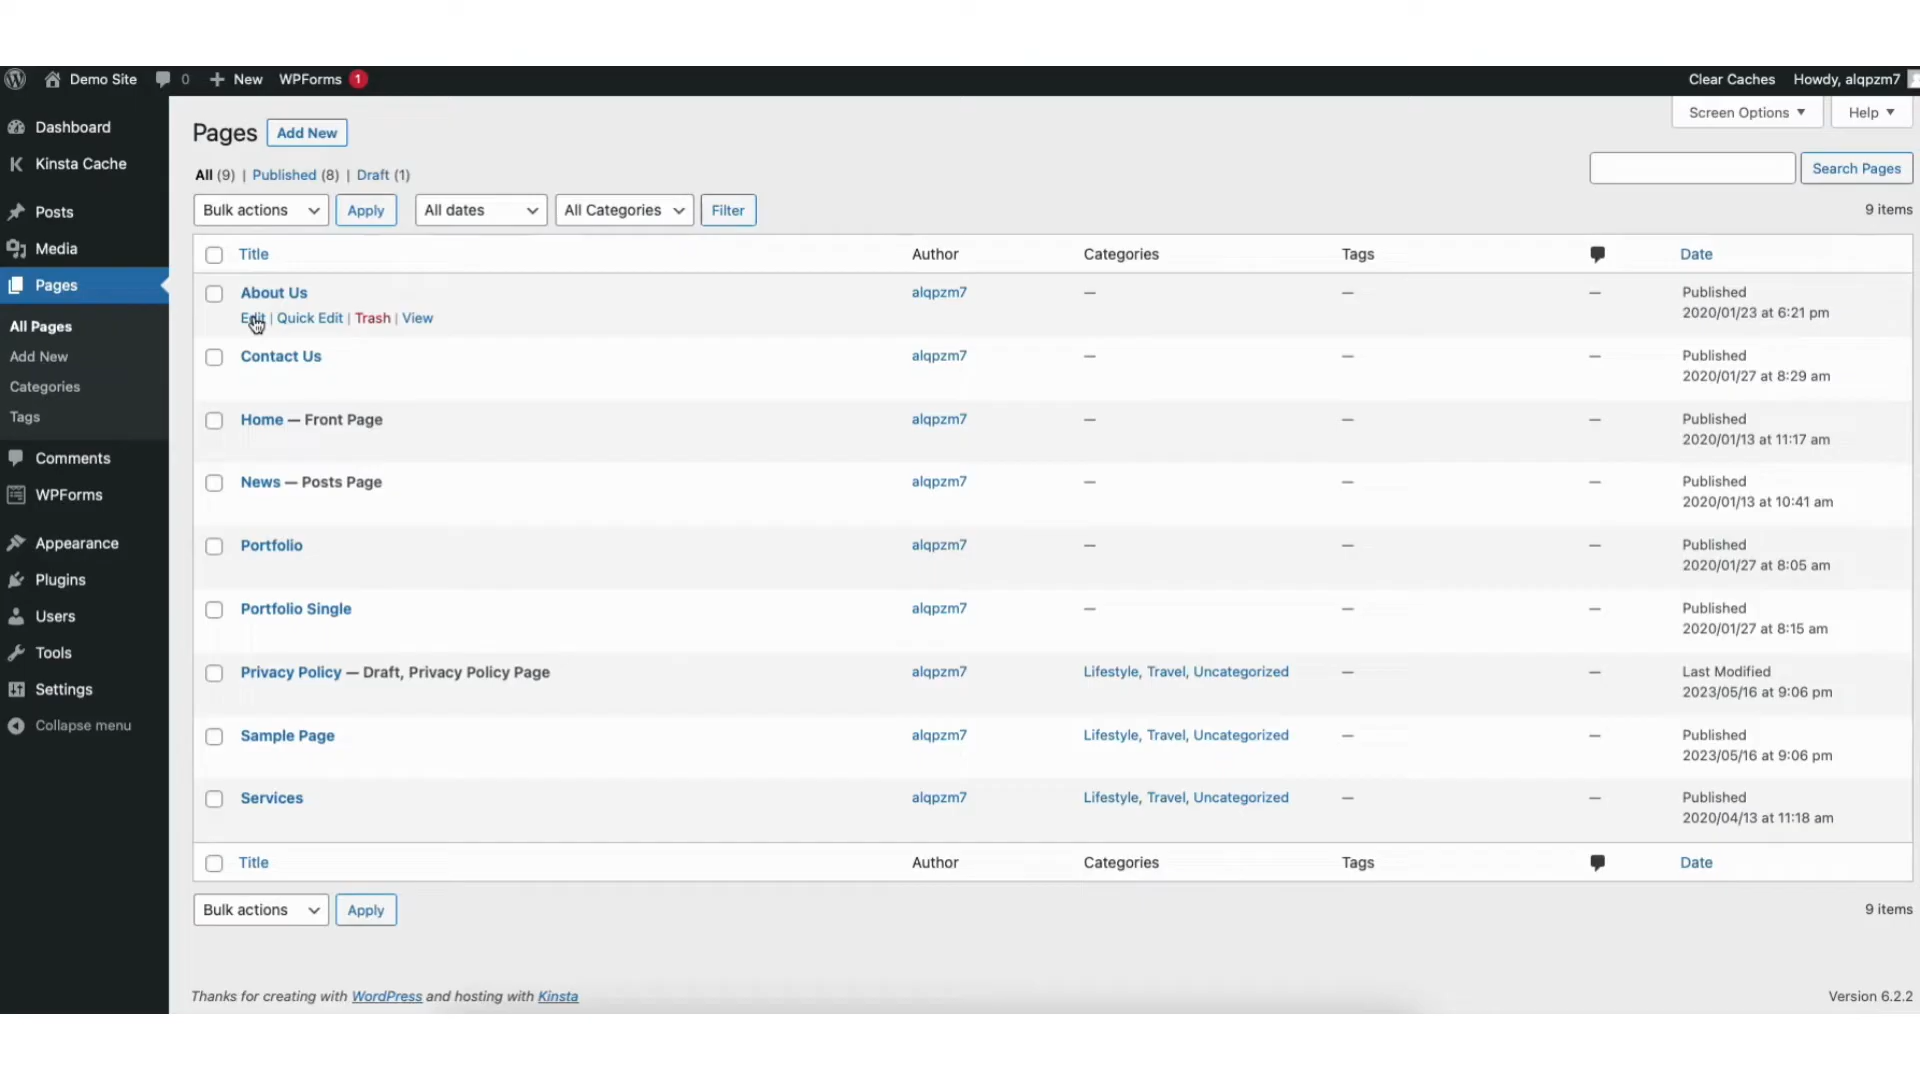 Demo Site 0 New WPForms 1 Clear Caches Howdy, alqpzm7
Screen Options Help
Dashboard
Kinsta Cache
Posts
Media
Pages
All Pages
Add New
Categories
Tags
Comments
WPForms
Appearance
Plugins
Users
Tools
Settings
Collapse menu
Pages Add New
All (9) | Published (8) | Draft (1)
Search Pages
Bulk actions Apply All dates All Categories Filter 9 items
Title Author Categories Tags Date
About Us alqpzm7 — — — Published
Edit | Quick Edit | Trash | View 2020/01/23 at 6:21 pm
Contact Us alqpzm7 — — — Published
2020/01/27 at 8:29 am
Home — Front Page alqpzm7 — — — Published
2020/01/13 at 11:17 am
News — Posts Page alqpzm7 — — — Published
2020/01/13 at 10:41 am
Portfolio alqpzm7 — — — Published
2020/01/27 at 8:05 am
Portfolio Single alqpzm7 — — — Published
2020/01/27 at 8:15 am
Privacy Policy — Draft, Privacy Policy Page alqpzm7 Lifestyle, Travel, Uncategorized — — Last Modified
2023/05/16 at 9:06 pm
Sample Page alqpzm7 Lifestyle, Travel, Uncategorized — — Published
2023/05/16 at 9:06 pm
Services alqpzm7 Lifestyle, Travel, Uncategorized — — Published
2020/04/13 at 11:18 am
Title Author Categories Tags Date
Bulk actions Apply 9 items
Thanks for creating with WordPress and hosting with Kinsta Version 6.2.2